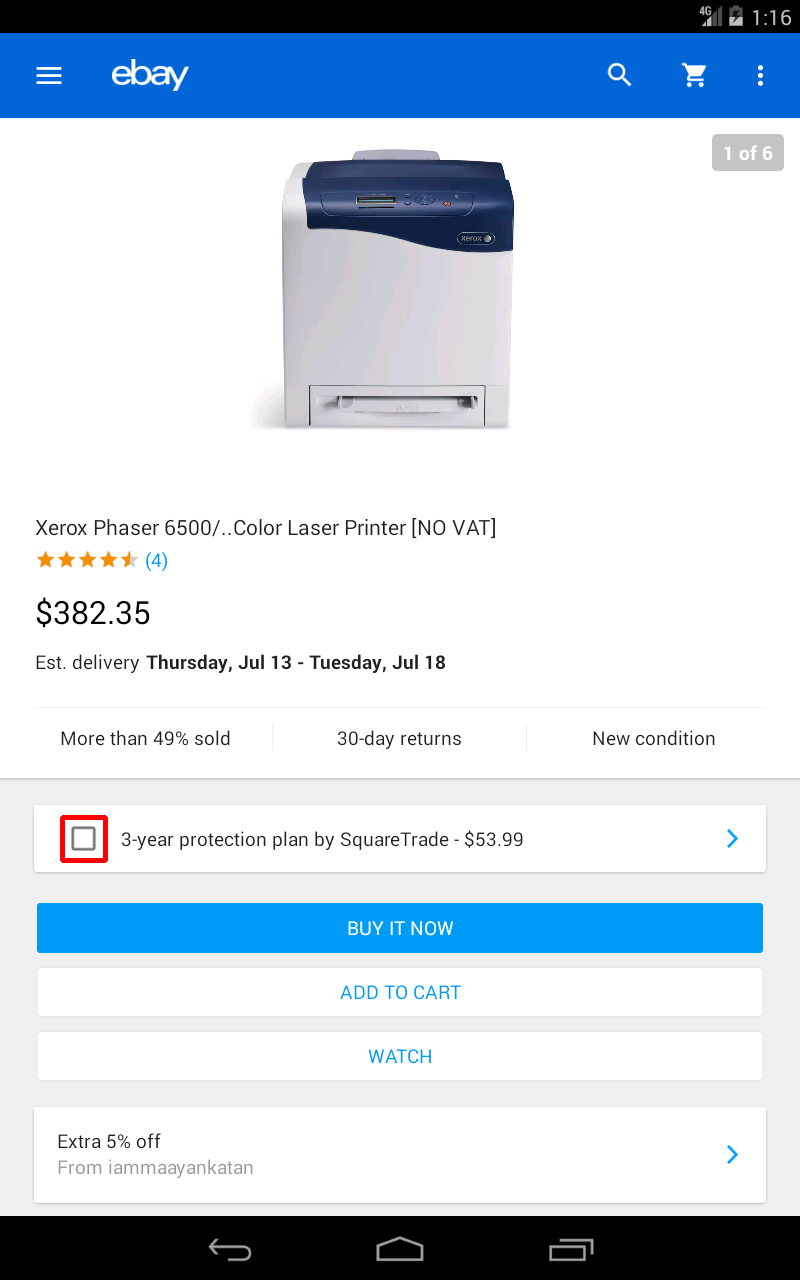 4G 1:16
ebay
1 of 6
xerox
Xerox Phaser 6500/..Color Laser Printer [NO VAT]
(4)
$382.35
Est. delivery Thursday, Jul 13 - Tuesday, Jul 18
More than 49% sold 30-day returns New condition
3-year protection plan by SquareTrade - $53.99
BUY IT NOW
ADD TO CART
WATCH
Extra 5% off
From iammaayankatan